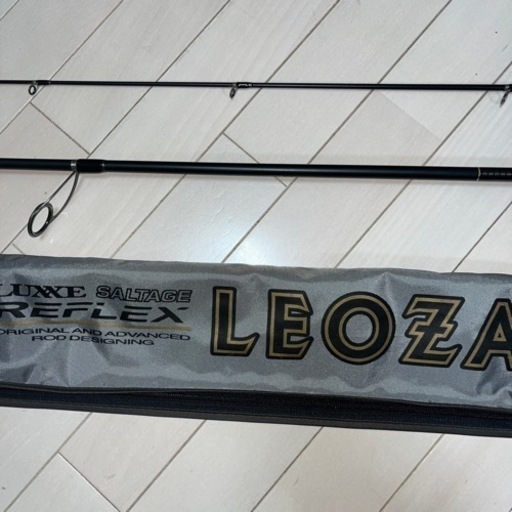 LUXXE SALTAGE
REFLEX
ORIGINAL AND ADVANCED
ROD DESIGNING
LEOZA